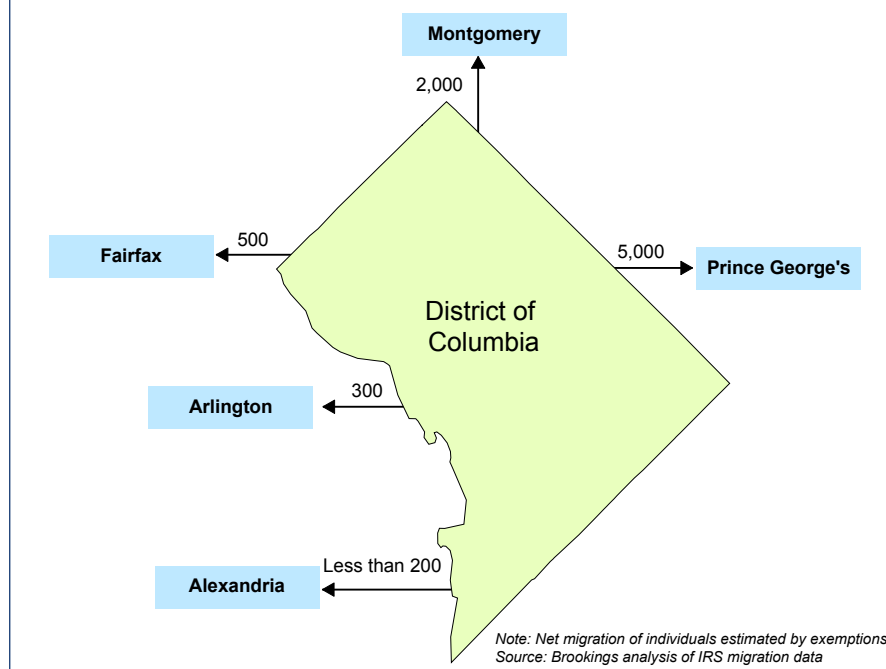 Montgomery
2,000
500
Fairfax
5,000
Prince George's
District of
Columbia
300
Arlington
Less than 200
Alexandria
Note: Net migration of individuals estimated by exemptions
Source: Brookings analysis of IRS migration data